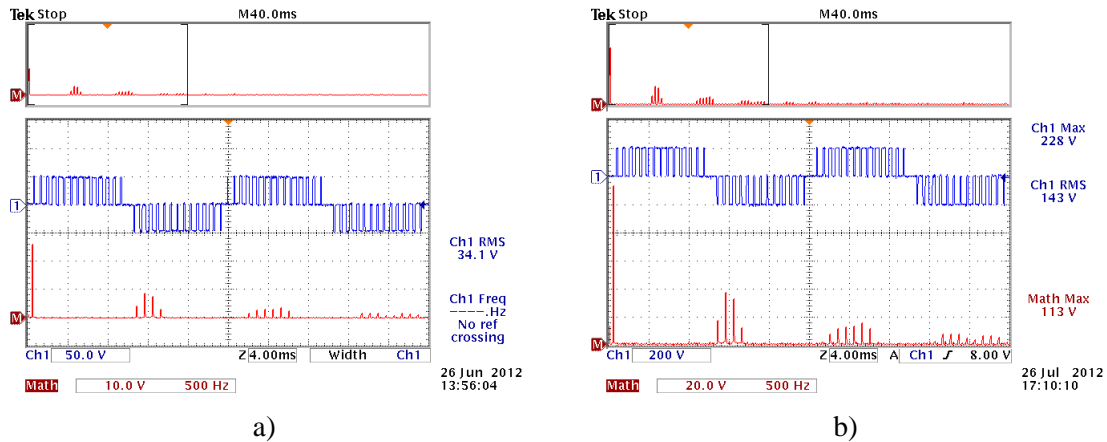 Tek Stop M40.0ms
M
1
Ch1 RMS
34.1 V
Ch1 Freq
----.Hz
No ref
crossing
M
Ch1 50.0 V Z 4.00ms Width Ch1
Math 10.0 V 500 Hz
26 Jun 2012
13:56:04
a)
Tek Stop M40.0ms
M
Ch1 Max
228 V
1
Ch1 RMS
143 V
Math Max
113 V
M
Ch1 200 V Z 4.00ms A Ch1 8.00 V
Math 20.0 V 500 Hz
26 Jul 2012
17:10:10
b)